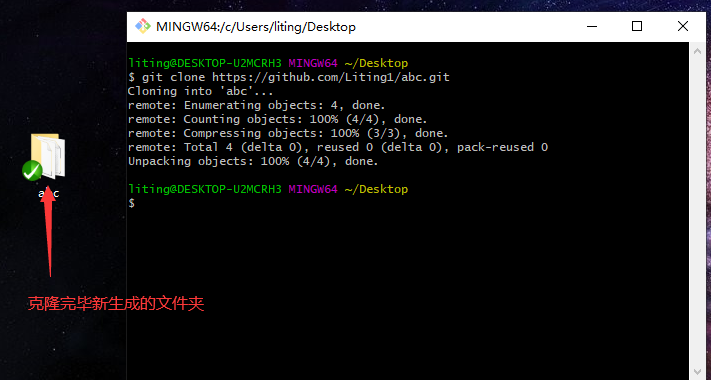 MINGW64:/c/Users/liting/Desktop
liting@DESKTOP-U2MCRH3 MINGW64 ~/Desktop
$ git clone https://github.com/Liting1/abc.git
Cloning into 'abc'...
remote: Enumerating objects: 4, done.
remote: Counting objects: 100% (4/4), done.
remote: Compressing objects: 100% (3/3), done.
remote: Total 4 (delta 0), reused 0 (delta 0), pack-reused 0
Unpacking objects: 100% (4/4), done.
liting@DESKTOP-U2MCRH3 MINGW64 ~/Desktop
$
abc
克隆完毕新生成的文件夹